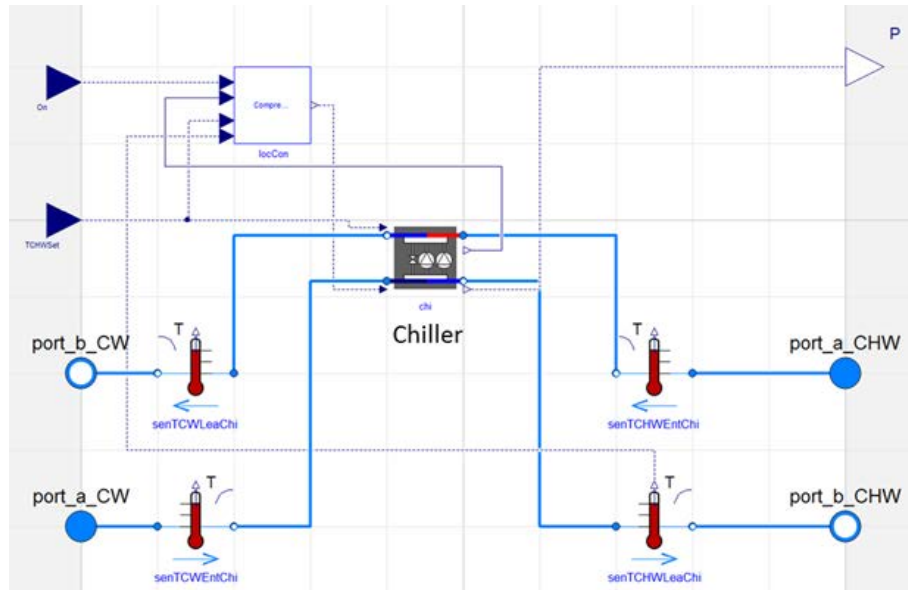 P
Compre...
On
locCon
TCHWSet
chi
Chiller
T
T
port_b_CW
port_a_CHW
senTCWLeaChi
senTCHWEntChi
T
T
port_a_CW
port_b_CHW
senTCWEntChi
senTCHWLeaChi